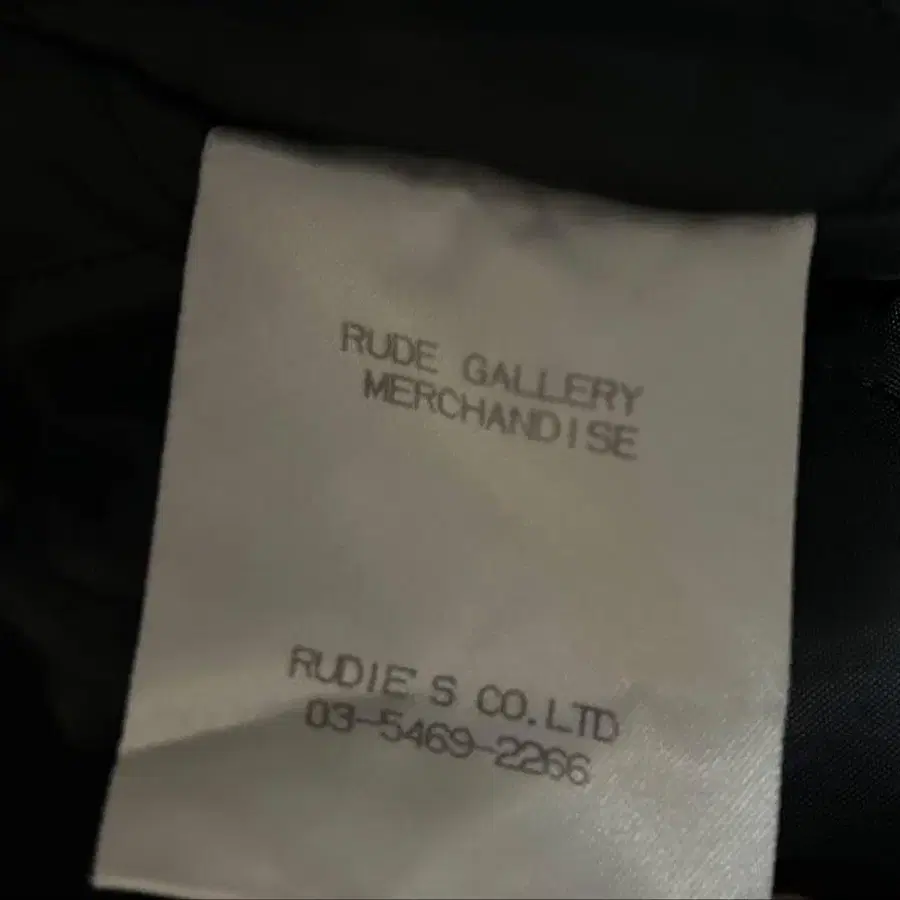 RUDE GALLERY
MERCHANDISE
RUDIE'S CO.LTD
03-5469-2266